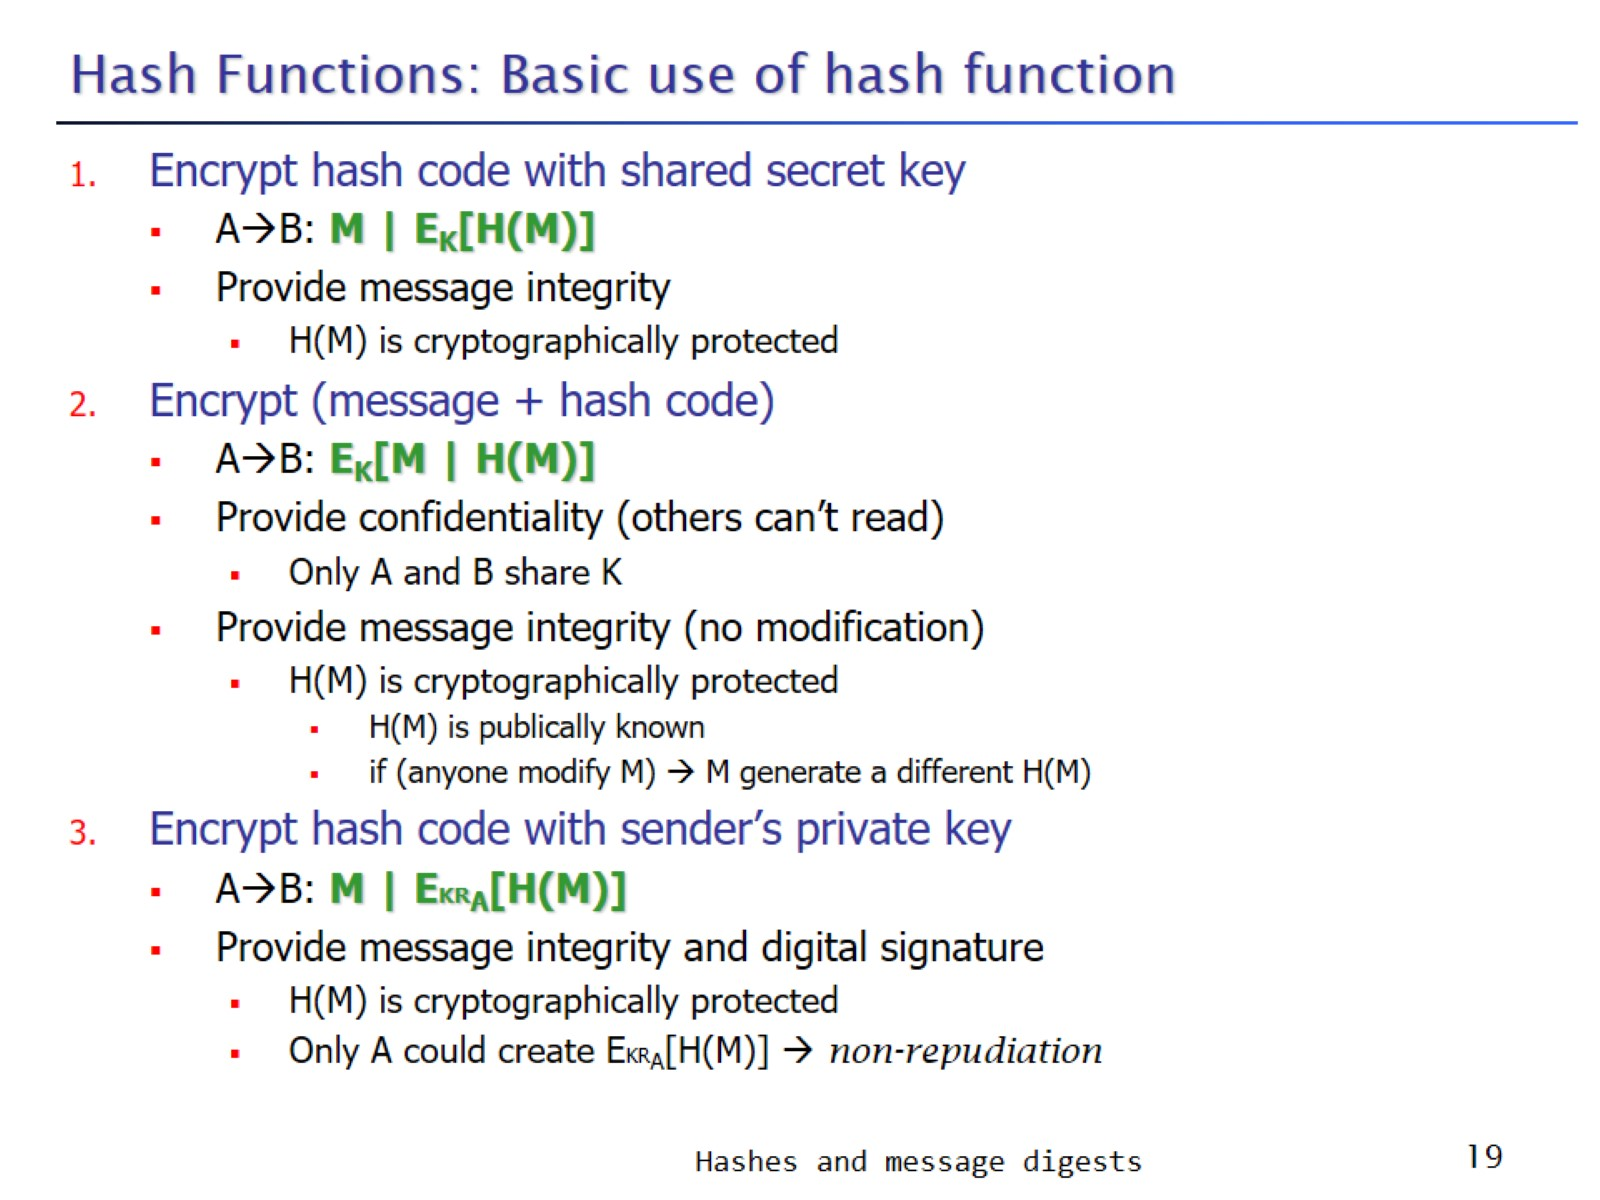 Hash Functions: Basic use of hash function
1. Encrypt hash code with shared secret key
▪ A→B: M | EK[H(M)]
▪ Provide message integrity
▪ H(M) is cryptographically protected
2. Encrypt (message + hash code)
▪ A→B: EK[M | H(M)]
▪ Provide confidentiality (others can’t read)
▪ Only A and B share K
▪ Provide message integrity (no modification)
▪ H(M) is cryptographically protected
▪ H(M) is publically known
▪ if (anyone modify M) → M generate a different H(M)
3. Encrypt hash code with sender’s private key
▪ A→B: M | EKRA[H(M)]
▪ Provide message integrity and digital signature
▪ H(M) is cryptographically protected
▪ Only A could create EKRA[H(M)] → non-repudiation
Hashes and message digests
19